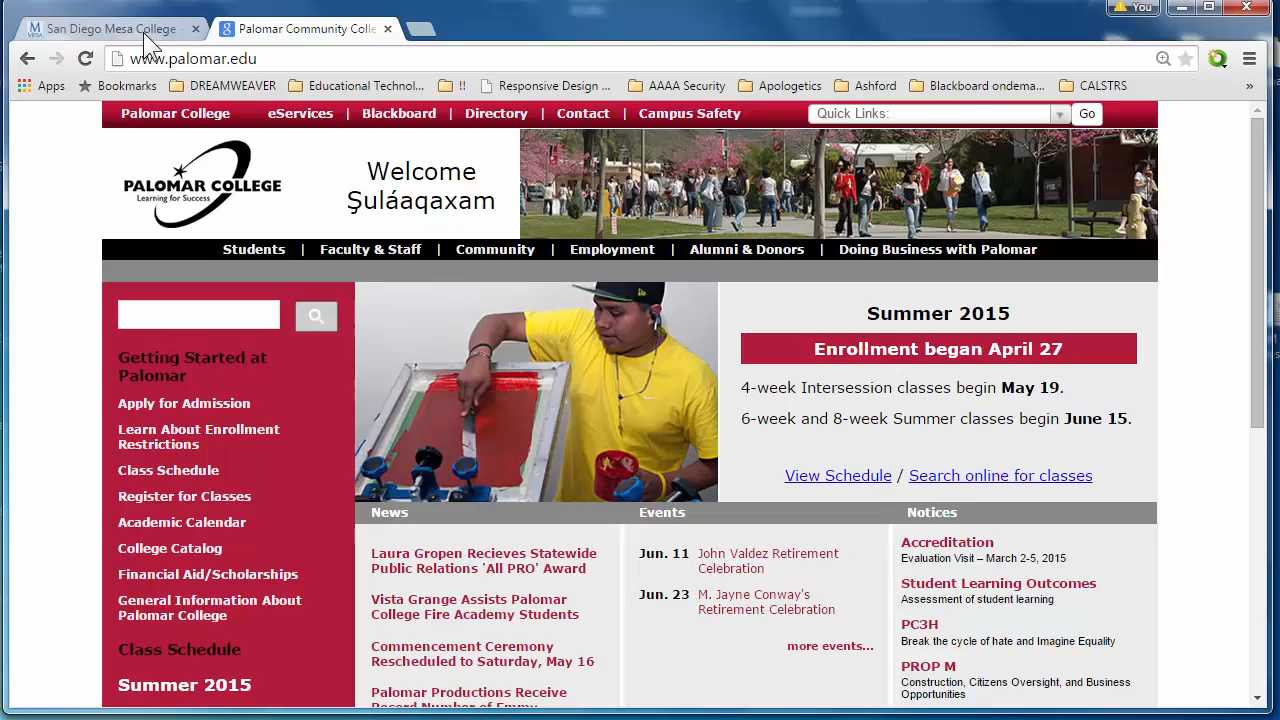 San Diego Mesa College
Palomar Community Colle
You
www.palomar.edu
Apps
Bookmarks
DREAMWEAVER
Educational Technol...
!!
Responsive Design ...
AAAA Security
Apologetics
Ashford
Blackboard ondema...
CALSTRS
»
Palomar College
eServices | Blackboard | Directory | Contact | Campus Safety
Quick Links:
Go
PALOMAR COLLEGE
Learning for Success
Welcome
Şuláaqaxam
Students | Faculty & Staff | Community | Employment | Alumni & Donors | Doing Business with Palomar
Getting Started at
Palomar
Apply for Admission
Learn About Enrollment
Restrictions
Class Schedule
Register for Classes
Academic Calendar
College Catalog
Financial Aid/Scholarships
General Information About
Palomar College
Class Schedule
Summer 2015
Summer 2015
Enrollment began April 27
4-week Intersession classes begin May 19.
6-week and 8-week Summer classes begin June 15.
View Schedule / Search online for classes
News
Laura Gropen Recieves Statewide
Public Relations 'All PRO' Award
Vista Grange Assists Palomar
College Fire Academy Students
Commencement Ceremony
Rescheduled to Saturday, May 16
Palomar Productions Receive
Record Number of Emmy
Events
Jun. 11 John Valdez Retirement
Celebration
Jun. 23 M. Jayne Conway's
Retirement Celebration
more events...
Notices
Accreditation
Evaluation Visit – March 2-5, 2015
Student Learning Outcomes
Assessment of student learning
PC3H
Break the cycle of hate and Imagine Equality
PROP M
Construction, Citizens Oversight, and Business
Opportunities